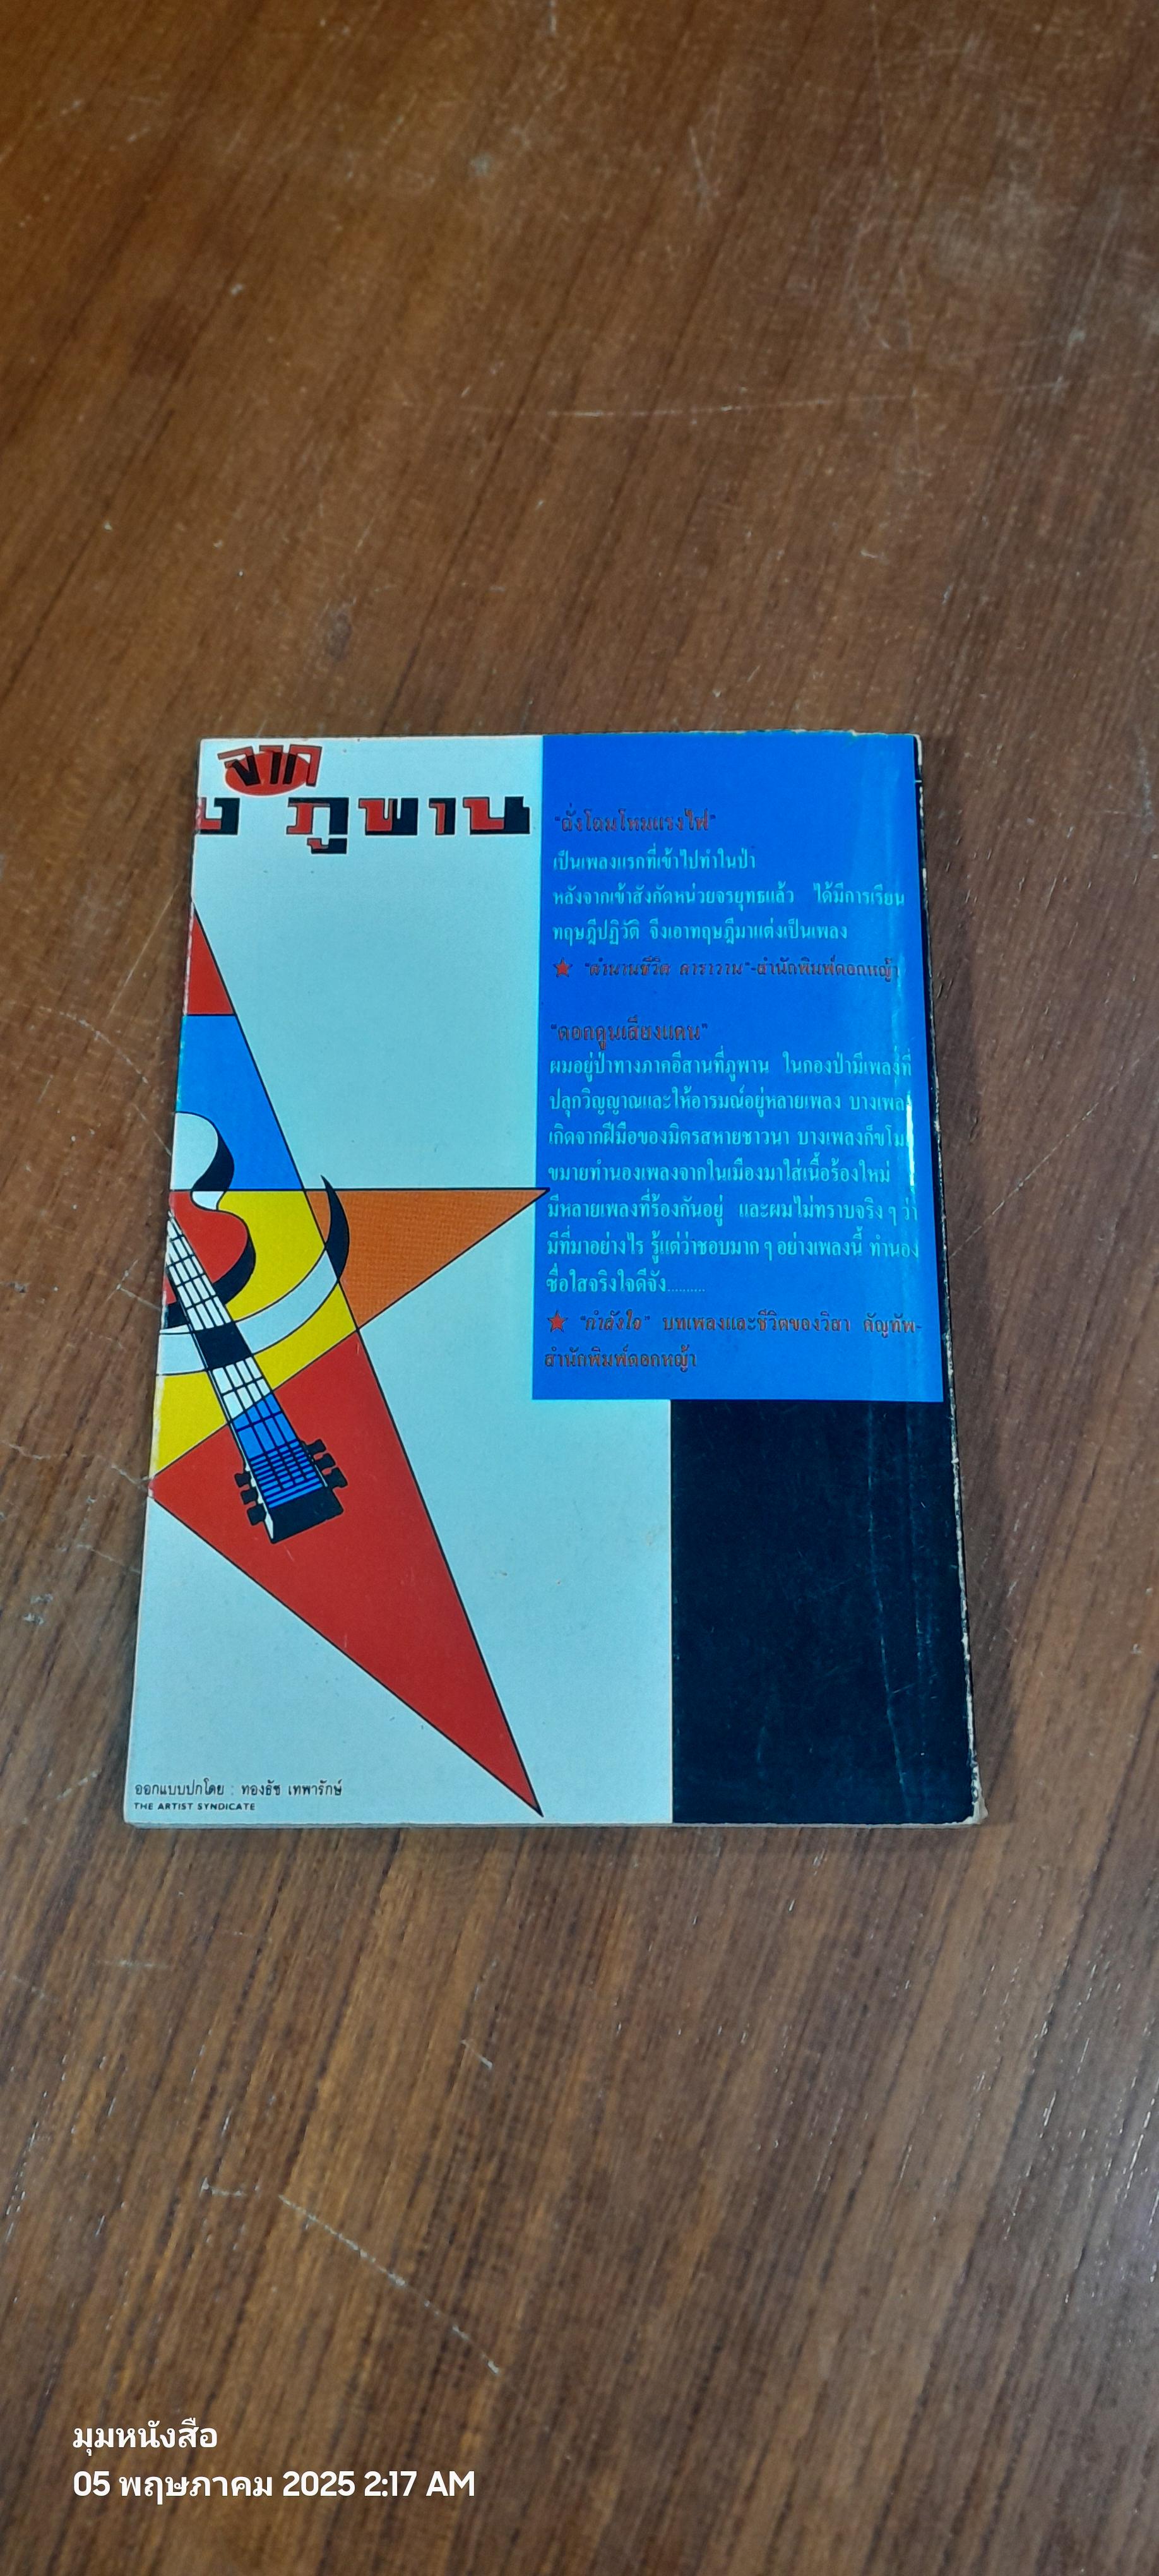 จาก
ง ภูพาน
"ดั่งโถมโหมแรงไฟ"
เป็นเพลงแรกที่เข้าไปทำในป่า
หลังจากเข้าสังกัดหน่วยจรยุทธแล้ว ได้มีการเรียน
ทฤษฎีปฏิวัติ จึงเอาทฤษฎีมาแต่งเป็นเพลง
★ "ตำนานชีวิต คาราวาน"-สำนักพิมพ์ดอกหญ้า
"ดอกคูนเสียงแคน"
ผมอยู่ป่าทางภาคอีสานที่ภูพาน ในกองป่ามีเพลงที่
ปลุกวิญญาณและให้อารมณ์อยู่หลายเพลง บางเพลง
เกิดจากฝีมือของมิตรสหายชาวนา บางเพลงก็ขโมย
ขมายทำนองเพลงจากในเมืองมาใส่เนื้อร้องใหม่
มีหลายเพลงที่ร้องกันอยู่ และผมไม่ทราบจริง ๆ ว่า
มีที่มาอย่างไร รู้แต่ว่าชอบมาก ๆ อย่างเพลงนี้ ทำนอง
ซื่อใสจริงใจดีจัง..........
★ "กำลังใจ" บทเพลงและชีวิตของวิสา คัญทัพ-
สำนักพิมพ์ดอกหญ้า
ออกแบบปกโดย : ทองธัช เทพารักษ์
THE ARTIST SYNDICATE
มุมหนังสือ
05 พฤษภาคม 2025 2:17 AM